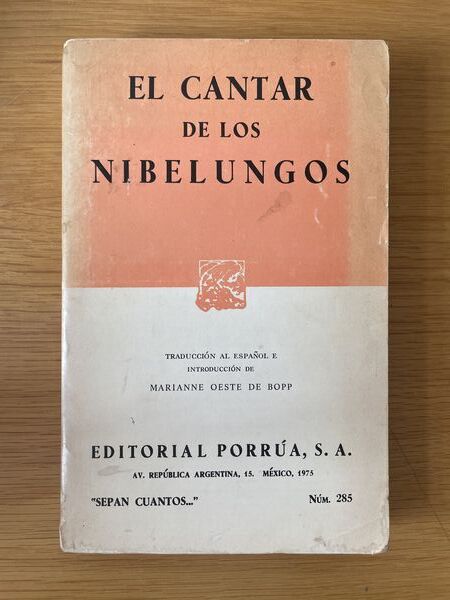 EL CANTAR
DE LOS
NIBELUNGOS
TRADUCCIÓN AL ESPAÑOL E
INTRODUCCIÓN DE
MARIANNE OESTE DE BOPP
EDITORIAL PORRÚA, S. A.
AV. REPÚBLICA ARGENTINA, 15. MÉXICO, 1975
"SEPAN CUANTOS..." NÚM. 285